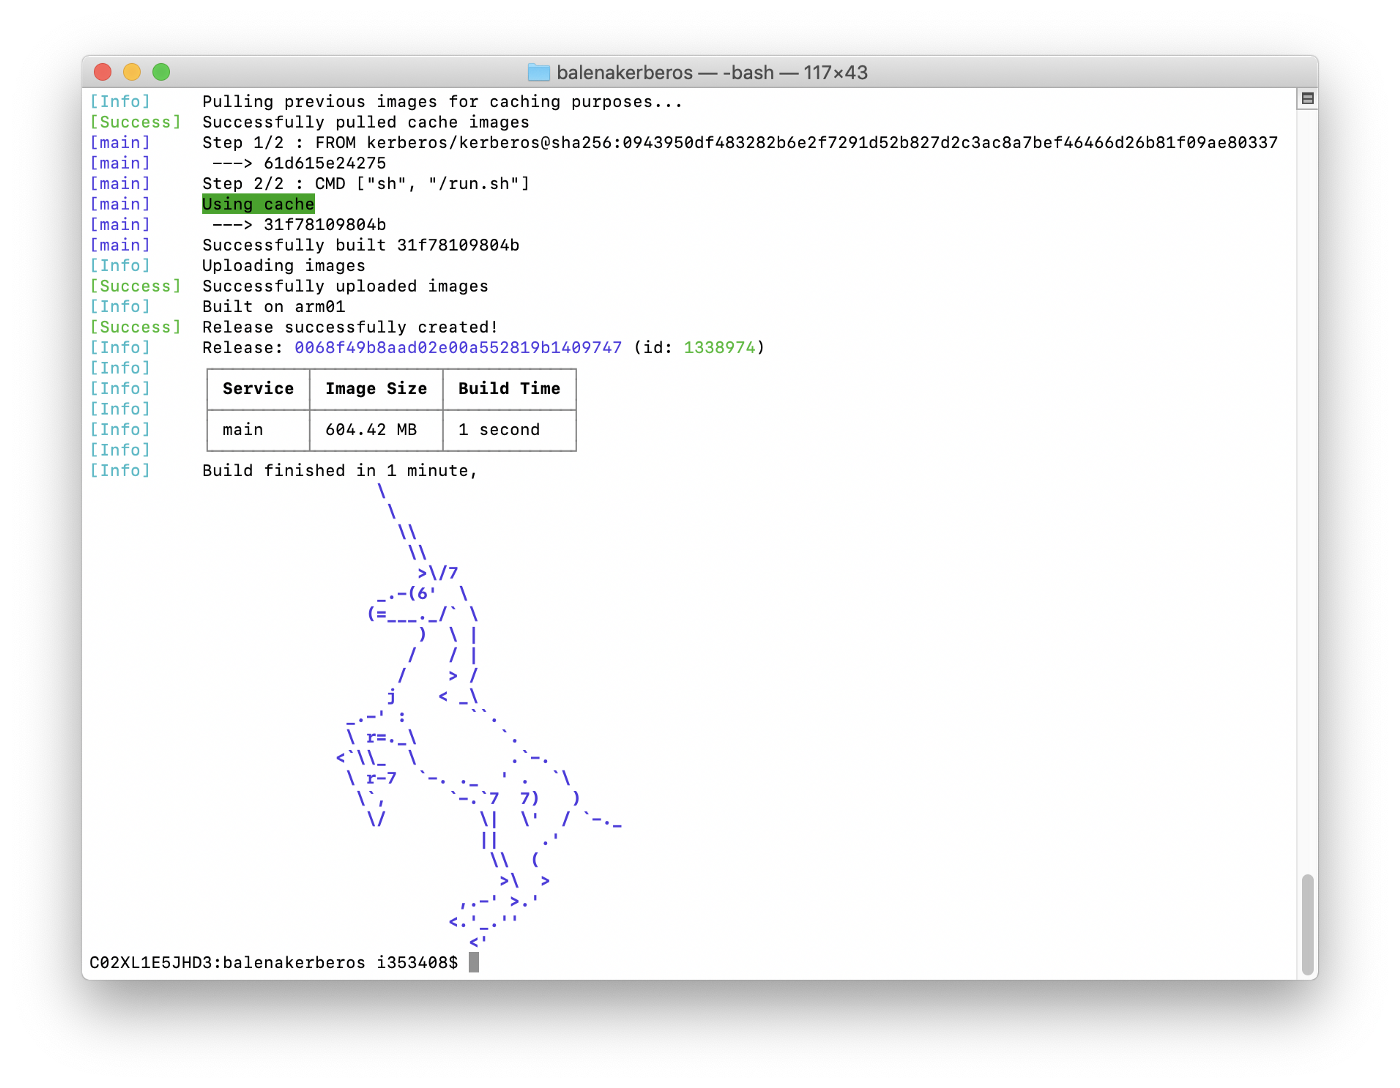 balenakerberos — -bash — 117×43
[Info]     Pulling previous images for caching purposes...
[Success]  Successfully pulled cache images
[main]     Step 1/2 : FROM kerberos/kerberos@sha256:0943950df483282b6e2f7291d52b827d2c3ac8a7bef46466d26b81f09ae80337
[main]      ---> 61d615e24275
[main]     Step 2/2 : CMD ["sh", "/run.sh"]
[main]     Using cache
[main]      ---> 31f78109804b
[main]     Successfully built 31f78109804b
[Info]     Uploading images
[Success]  Successfully uploaded images
[Info]     Built on arm01
[Success]  Release successfully created!
[Info]     Release: 0068f49b8aad02e00a552819b1409747 (id: 1338974)
[Info]
[Info]     Service  Image Size  Build Time
[Info]
[Info]     main  604.42 MB  1 second
[Info]
[Info]     Build finished in 1 minute,
C02XL1E5JHD3:balenakerberos i353408$